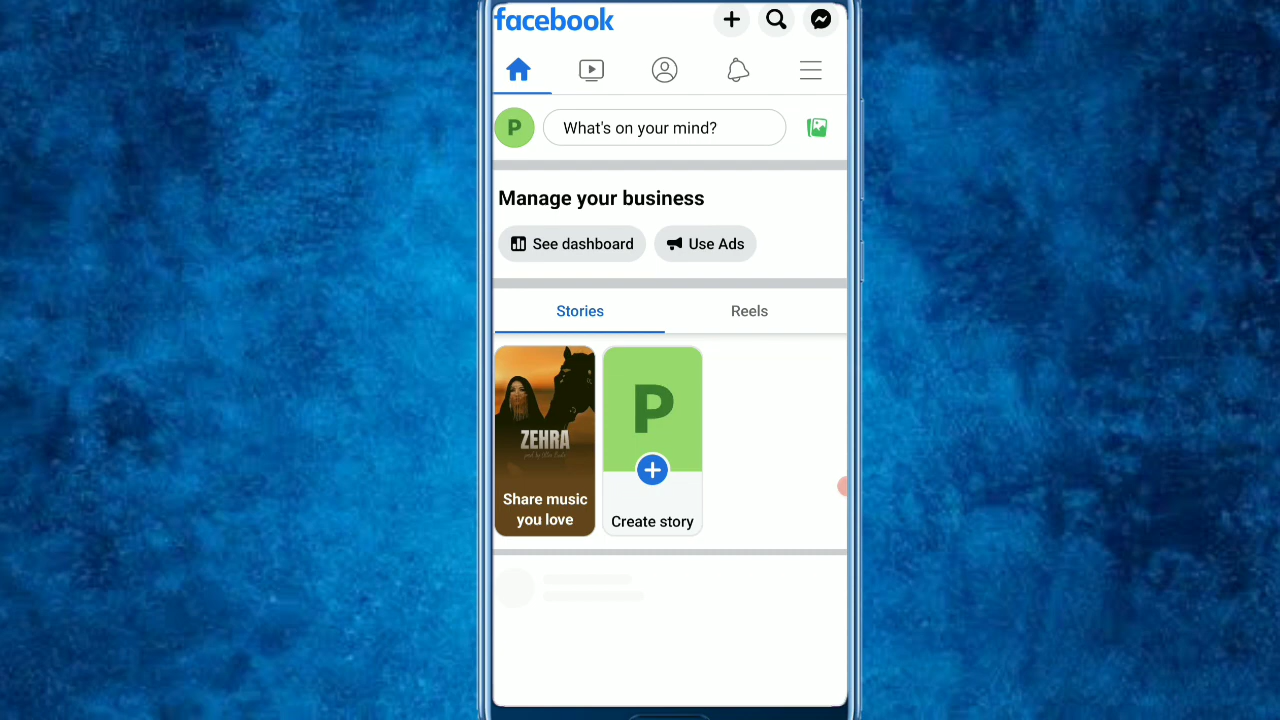 facebook
P
What's on your mind?
Manage your business
See dashboard
Use Ads
Stories
Reels
ZEHRA
Share music
you love
P
Create story